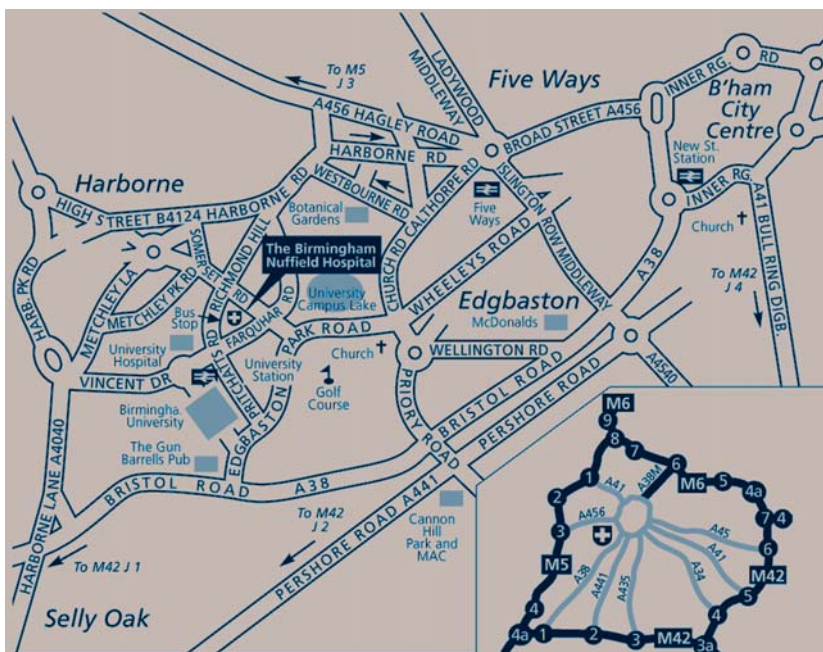 To M5
J 3
LADYWOOD
MIDDLEWAY
Five Ways
INNER RG. RD
B'ham
City
Centre
A456 HAGLEY ROAD
BROAD STREET A456
HARBORNE RD
New St.
Station
Harborne
WESTBOURNE RD
CALTHORPE RD
ISLINGTON ROW MIDDLEWAY
Five
Ways
INNER RG.
A41 BULL RING DIGB.
HIGH STREET B4124 HARBORNE RD
Botanical
Gardens
Church
RICHMOND HILL
The Birmingham
Nuffield Hospital
SOMERSET RD
CHURCH RD
WHEELEYS ROAD
A38
To M42
J 4
HARB. PK RD
METCHLEY LA
METCHLEY PK RD
Bus
Stop
FARQUHAR RD
University
Campus Lake
Edgbaston
McDonalds
PARK ROAD
University
Hospital
University
Station
Church
WELLINGTON RD
A4540
VINCENT DR
PRITCHATTS RD
Golf
Course
PRIORY ROAD
BRISTOL ROAD
PERSHORE ROAD
Birmingha.
University
EDGBASTON
The Gun
Barrells Pub
HARBORNE LANE A4040
BRISTOL ROAD A38
PERSHORE ROAD A441
To M42
J 2
Cannon
Hill
Park and
MAC
To M42 J 1
Selly Oak
M6
9
8
7
6
M6
5
4a
A38M
1
A41
2
7
4
A456
3
A45
6
M5
A38
A441
A435
A34
A41
M42
5
4
4
4a
1
2
3
M42
3a